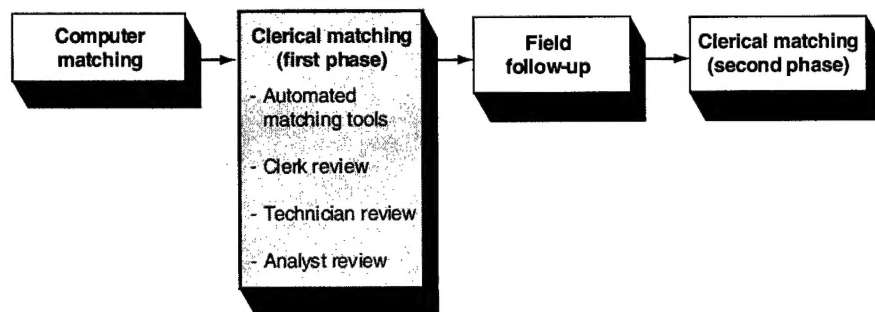 Computer
matching
Clerical matching
(first phase)
- Automated
matching tools
- Clerk review
- Technician review
- Analyst review
Field
follow-up
Clerical matching
(second phase)